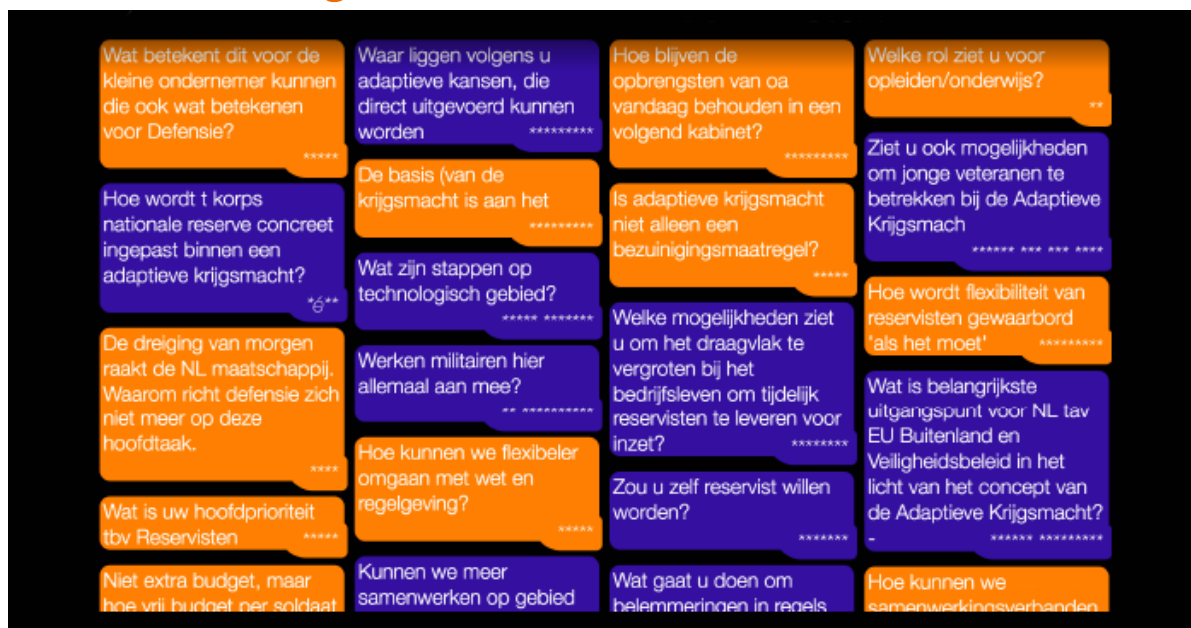 Wat betekent dit voor de
kleine ondernemer kunnen
die ook wat betekenen
voor Defensie?
*****
Hoe wordt t korps
nationale reserve concreet
ingepast binnen een
adaptieve krijgsmacht?
*é**
De dreiging van morgen
raakt de NL maatschappij.
Waarom richt defensie zich
niet meer op deze
hoofdtaak.
****
Wat is uw hoofdprioriteit
tbv Reservisten *****
Niet extra budget, maar
hoe vrij budget per soldaat
Waar liggen volgens u
adaptieve kansen, die
direct uitgevoerd kunnen
worden *********
De basis (van de
krijgsmacht is aan het
*********
Wat zijn stappen op
technologisch gebied?
***** *******
Werken militairen hier
allemaal aan mee?
** **********
Hoe kunnen we flexibeler
omgaan met wet en
regelgeving?
*****
Kunnen we meer
samenwerken op gebied
Hoe blijven de
opbrengsten van oa
vandaag behouden in een
volgend kabinet?
*********
Is adaptieve krijgsmacht
niet alleen een
bezuinigingsmaatregel?
*****
Welke mogelijkheden ziet
u om het draagvlak te
vergroten bij het
bedrijfsleven om tijdelijk
reservisten te leveren voor
inzet? ********
Zou u zelf reservist willen
worden?
*******
Wat gaat u doen om
belemmeringen in regels
Welke rol ziet u voor
opleiden/onderwijs?
**
Ziet u ook mogelijkheden
om jonge veteranen te
betrekken bij de Adaptieve
Krijgsmach
****** *** *** ****
Hoe wordt flexibiliteit van
reservisten gewaarbord
'als het moet' *********
Wat is belangrijkste
uitgangspunt voor NL tav
EU Buitenland en
Veiligheidsbeleid in het
licht van het concept van
de Adaptieve Krijgsmacht?
- ****** *********
Hoe kunnen we
samenwerkingsverbanden